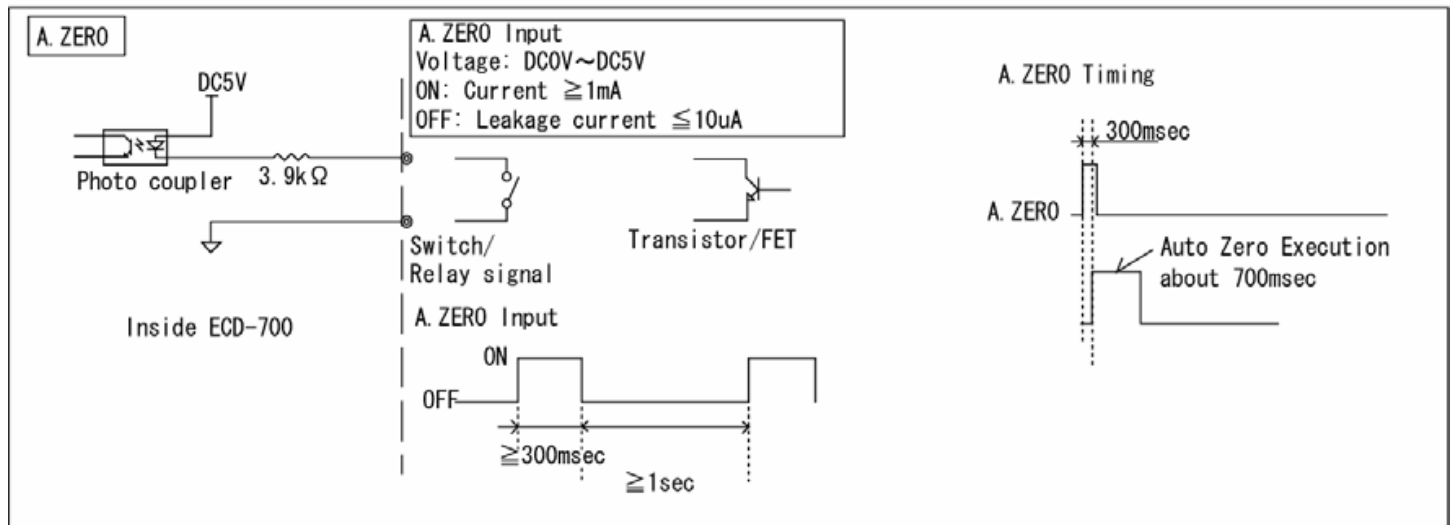 A.ZERO
DC5V
Photo coupler
3.9kΩ
Inside ECD-700
A.ZERO Input
Voltage: DC0V～DC5V
ON: Current ≧1mA
OFF: Leakage current ≦10uA
Switch/
Relay signal
Transistor/FET
A.ZERO Input
ON
OFF
≧300msec
≧1sec
A.ZERO Timing
300msec
A.ZERO
Auto Zero Execution
about 700msec